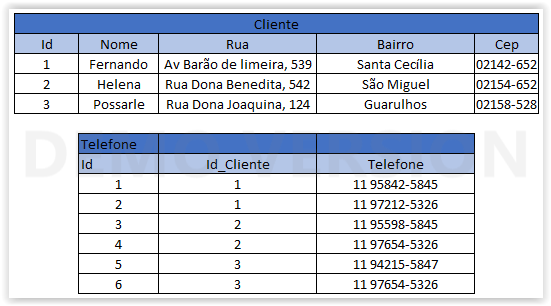 Cliente
Id Nome Rua Bairro Cep
1 Fernando Av Barão de limeira, 539 Santa Cecília 02142-652
2 Helena Rua Dona Benedita, 542 São Miguel 02154-652
3 Possarle Rua Dona Joaquina, 124 Guarulhos 02158-528
DEMO VERSION
Telefone
Id Id_Cliente Telefone
1 1 11 95842-5845
2 1 11 97212-5326
3 2 11 95598-5845
4 2 11 97654-5326
5 3 11 94215-5847
6 3 11 97654-5326